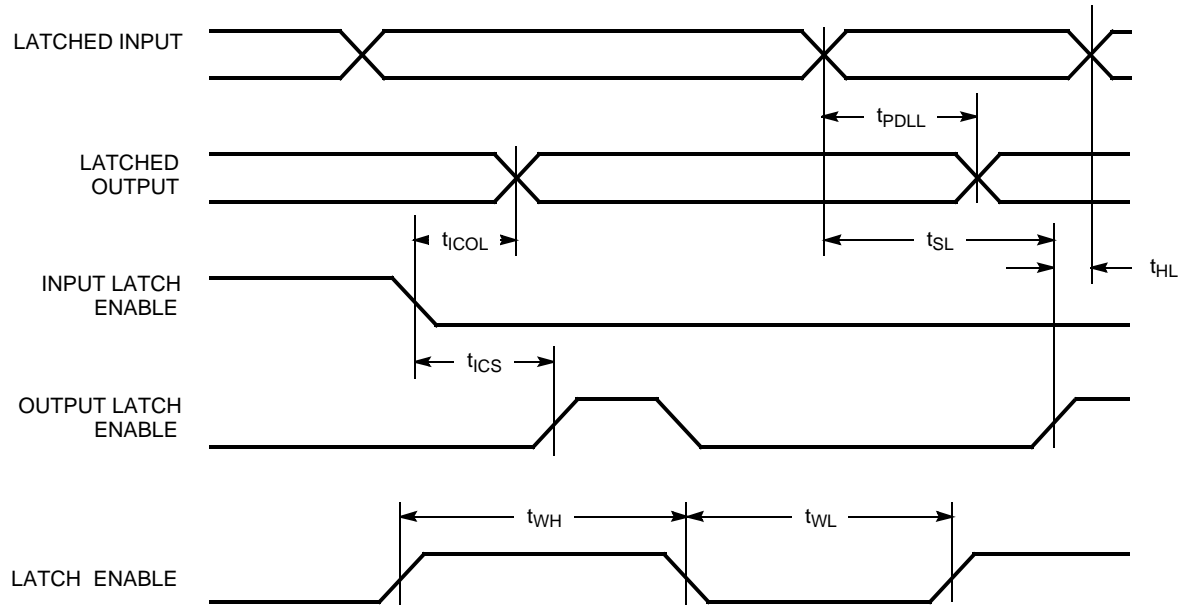 LATCHED INPUT
tPDLL
LATCHED
OUTPUT
tICOL
tSL
tHL
INPUT LATCH
ENABLE
tICS
OUTPUT LATCH
ENABLE
tWH
tWL
LATCH ENABLE